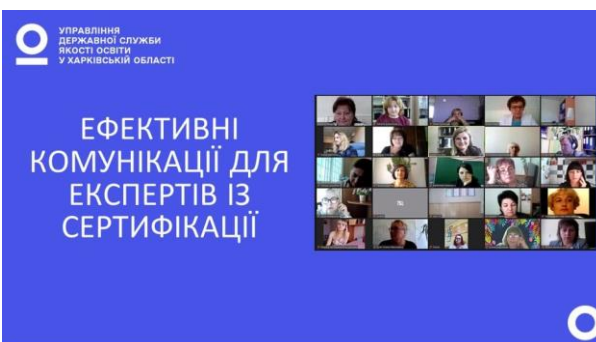 УПРАВЛІННЯ
ДЕРЖАВНОЇ СЛУЖБИ
ЯКОСТІ ОСВІТИ
У ХАРКІВСЬКІЙ ОБЛАСТІ
ЕФЕКТИВНІ
КОМУНІКАЦІЇ ДЛЯ
ЕКСПЕРТІВ ІЗ
СЕРТИФІКАЦІЇ